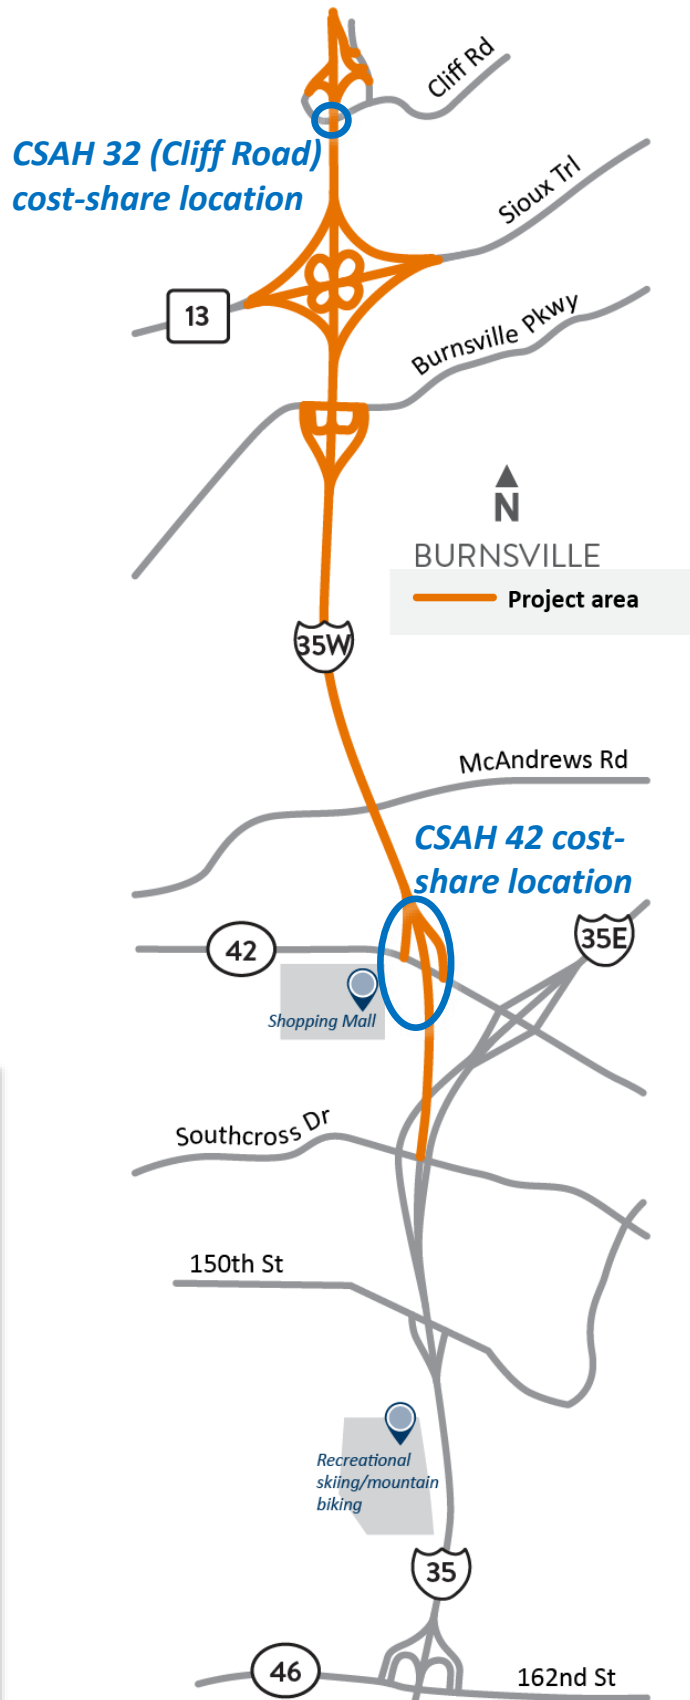 Cliff Rd
CSAH 32 (Cliff Road)
cost-share location
Sioux Trl
13
Burnsville Pkwy
N
BURNSVILLE
Project area
35W
McAndrews Rd
CSAH 42 cost-
share location
35E
42
Shopping Mall
Southcross Dr
150th St
Recreational
skiing/mountain
biking
35
46
162nd St